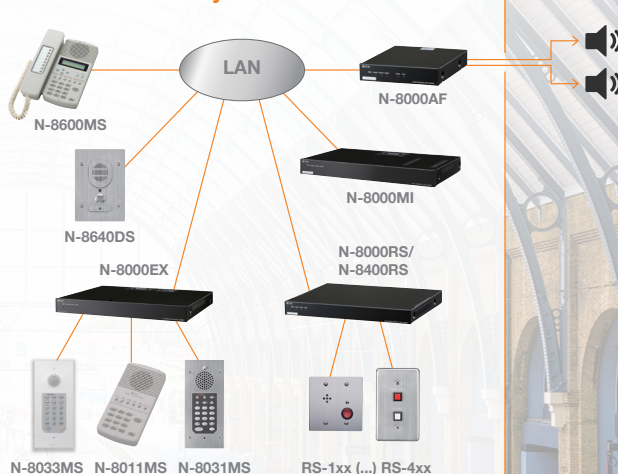 LAN
N-8600MS
N-8000AF
N-8000MI
N-8640DS
N-8000EX
N-8000RS/
N-8400RS
N-8033MS N-8011MS N-8031MS RS-1xx (...) RS-4xx